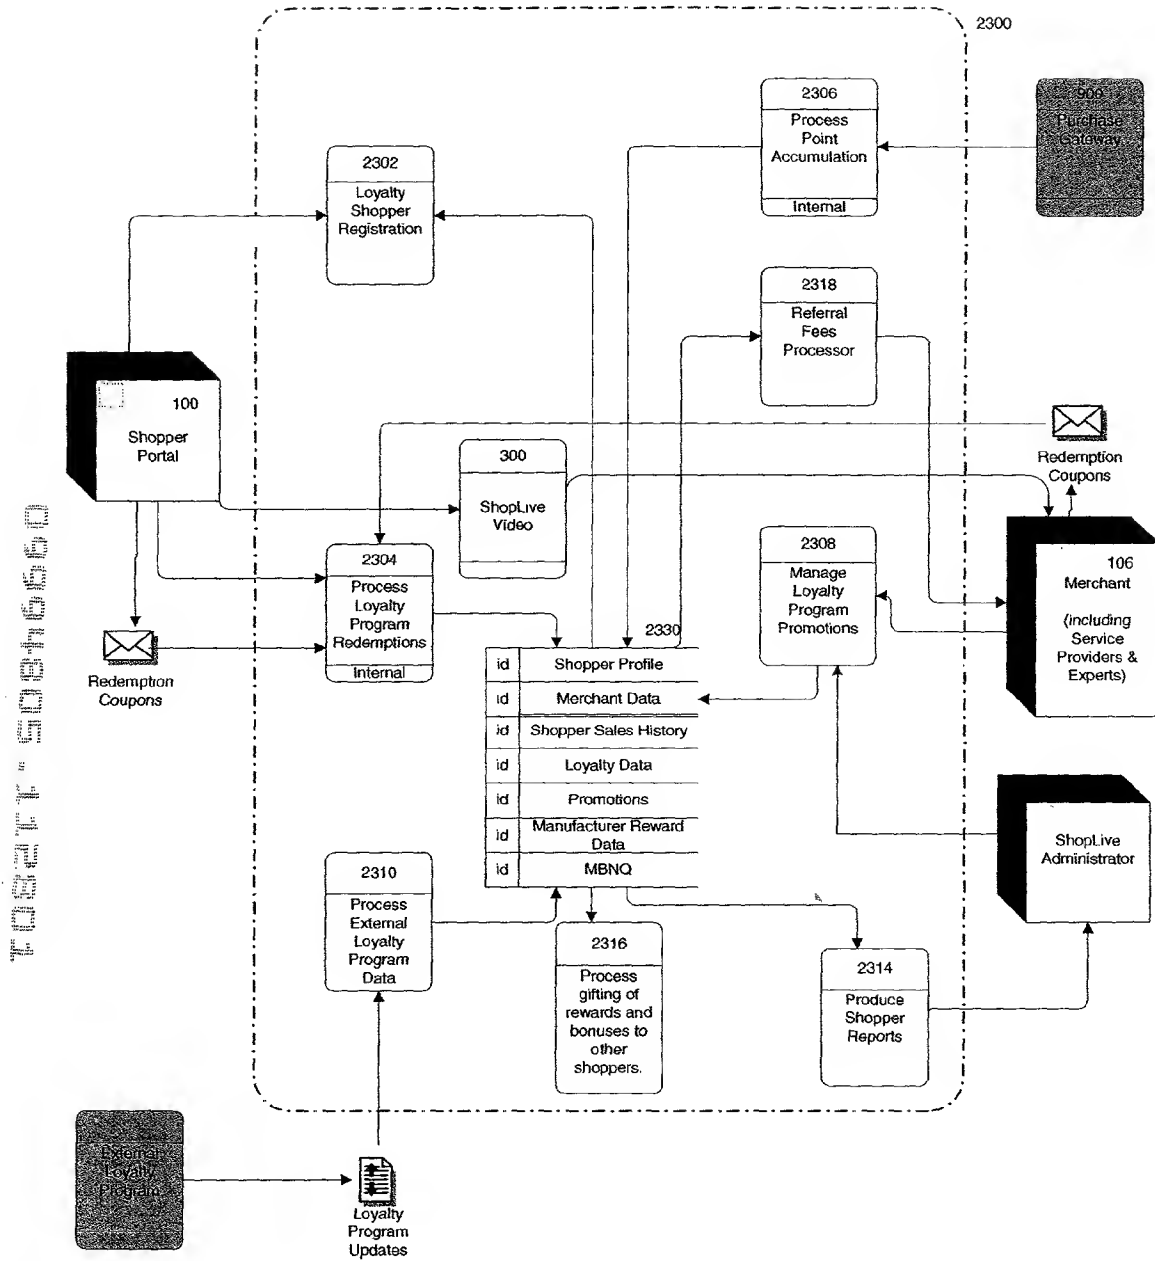 2300
2306
Process
Point
Accumulation
Internal
900
Purchase
Gateway
2302
Loyalty
Shopper
Registration
2318
Referral
Fees
Processor
100
Shopper
Portal
300
ShopLive
Video
Redemption
Coupons
2304
Process
Loyalty
Program
Redemptions
Internal
2308
Manage
Loyalty
Program
Promotions
106
Merchant
(including
Service
Providers &
Experts)
Redemption
Coupons
2330
id Shopper Profile
id Merchant Data
id Shopper Sales History
id Loyalty Data
id Promotions
id Manufacturer Reward
Data
id MBNQ
ShopLive
Administrator
2310
Process
External
Loyalty
Program
Data
2316
Process
gifting of
rewards and
bonuses to
other
shoppers.
2314
Produce
Shopper
Reports
External
Loyalty
Program
Loyalty
Program
Updates